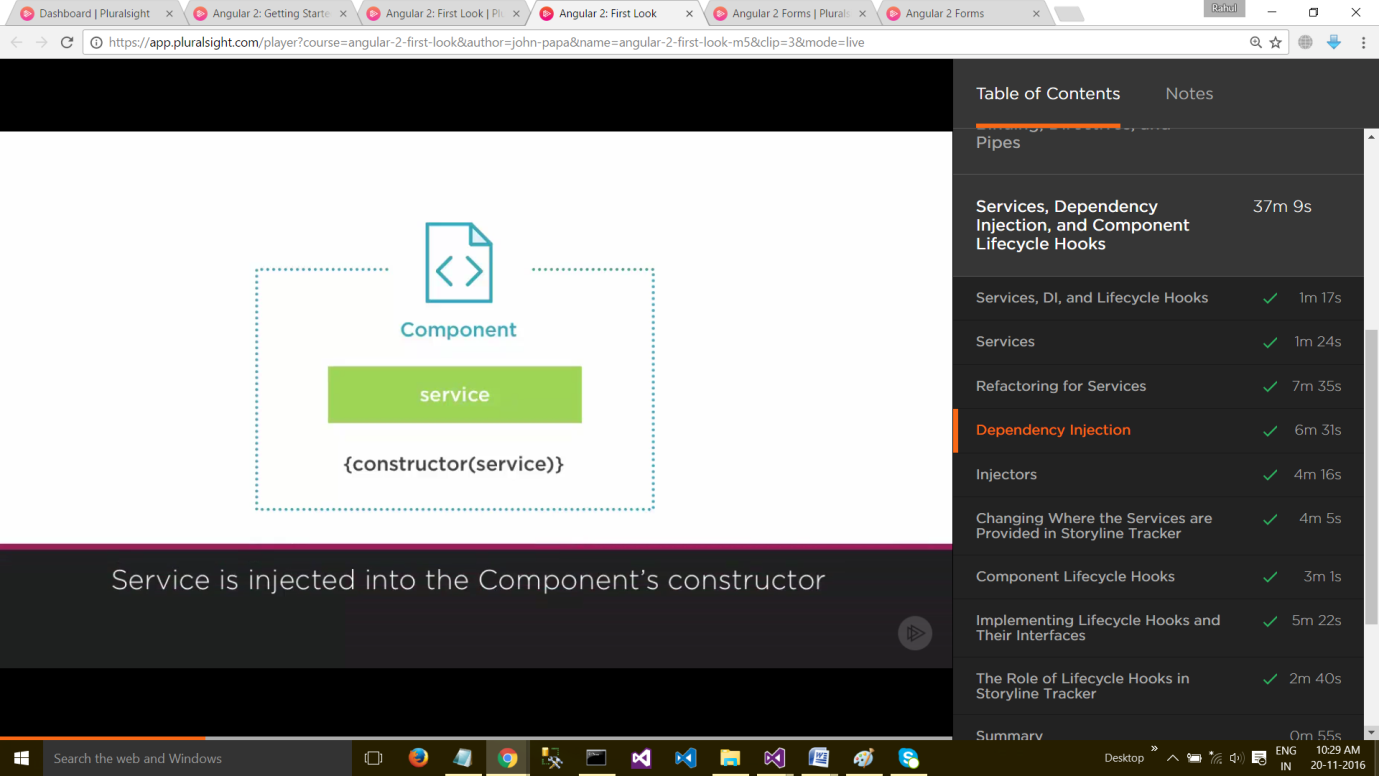 Dashboard | Pluralsight
Angular 2: Getting Starte
Angular 2: First Look | Plu
Angular 2: First Look
Angular 2 Forms | Plurals
Angular 2 Forms
Rahul
https://app.pluralsight.com/player?course=angular-2-first-look&author=john-papa&name=angular-2-first-look-m5&clip=3&mode=live
Component
service
{constructor(service)}
Service is injected into the Component's constructor
Table of Contents
Notes
Binding, Directives, and
Pipes
Services, Dependency
Injection, and Component
Lifecycle Hooks
37m 9s
Services, DI, and Lifecycle Hooks 1m 17s
Services 1m 24s
Refactoring for Services 7m 35s
Dependency Injection 6m 31s
Injectors 4m 16s
Changing Where the Services are
Provided in Storyline Tracker
4m 5s
Component Lifecycle Hooks 3m 1s
Implementing Lifecycle Hooks and
Their Interfaces
5m 22s
The Role of Lifecycle Hooks in
Storyline Tracker
2m 40s
Summary 0m 55s
Search the web and Windows
Desktop
ENG
IN
10:29 AM
20-11-2016